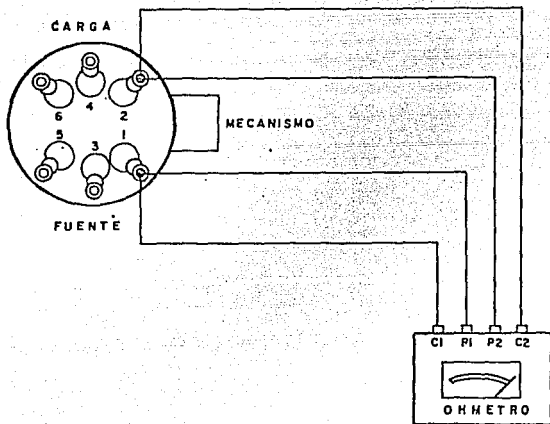 CARGA
6 4 2
5 3 1
MECANISMO
FUENTE
C1 P1 P2 C2
OHMETRO